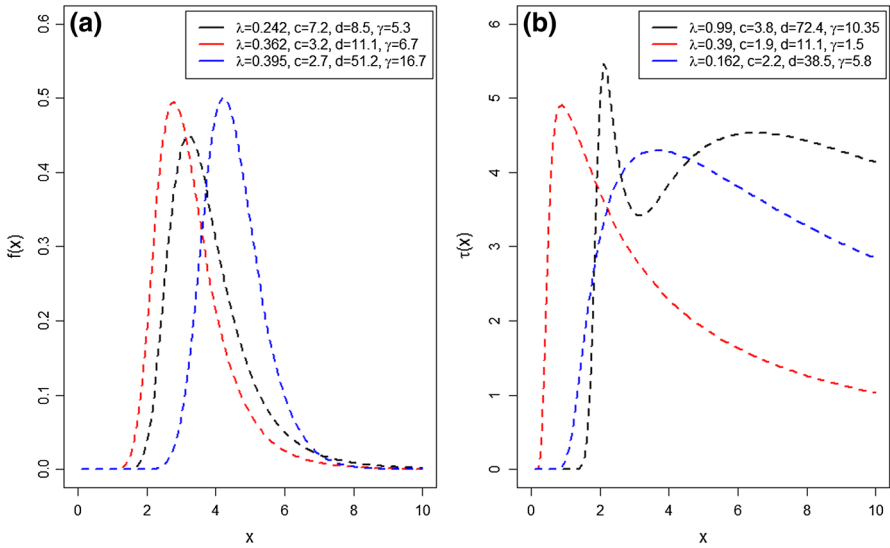 (a)
λ=0.242, c=7.2, d=8.5, γ=5.3
λ=0.362, c=3.2, d=11.1, γ=6.7
λ=0.395, c=2.7, d=51.2, γ=16.7
f(x)
0.6
0.5
0.4
0.3
0.2
0.1
0.0
0 2 4 6 8 10
x
(b)
λ=0.99, c=3.8, d=72.4, γ=10.35
λ=0.39, c=1.9, d=11.1, γ=1.5
λ=0.162, c=2.2, d=38.5, γ=5.8
τ(x)
6
5
4
3
2
1
0
0 2 4 6 8 10
x